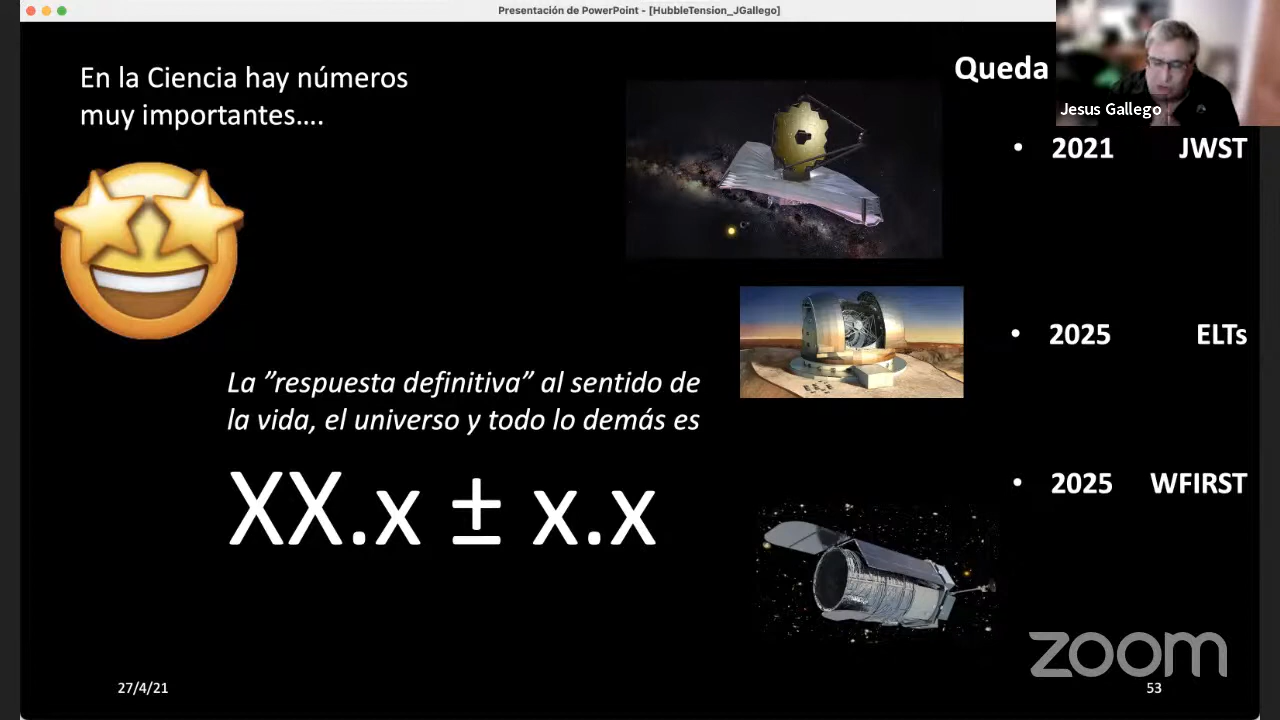 Presentación de PowerPoint - [HubbleTension_JGallego]
En la Ciencia hay números
muy importantes....
Queda
Jesus Gallego
• 2021 JWST
• 2025 ELTs
La ”respuesta definitiva” al sentido de
la vida, el universo y todo lo demás es
XX.x ± x.x
• 2025 WFIRST
zoom
27/4/21
53